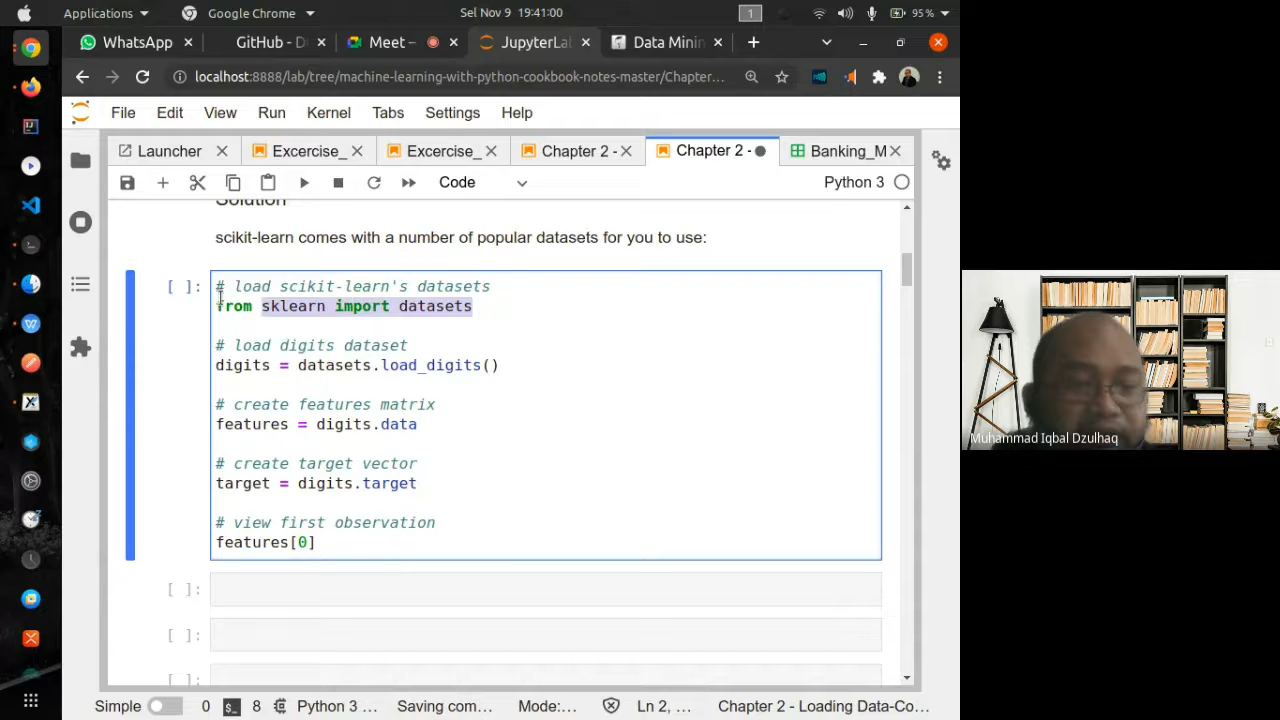 Applications
Google Chrome
Sel Nov 9 19:41:00
1
95 %
WhatsApp
GitHub - D
Meet –
JupyterLa
Data Minin
localhost:8888/lab/tree/machine-learning-with-python-cookbook-notes-master/Chapter...
File Edit View Run Kernel Tabs Settings Help
Launcher
Excercise_
Excercise_
Chapter 2 -
Chapter 2 -
Banking_M
Code
Python 3
Solution
scikit-learn comes with a number of popular datasets for you to use:
[ ]:
# load scikit-learn's datasets
from sklearn import datasets
# load digits dataset
digits = datasets.load_digits()
# create features matrix
features = digits.data
# create target vector
target = digits.target
# view first observation
features[0]
[ ]:
[ ]:
[ ]:
Muhammad Iqbal Dzulhaq
Simple 0 8 Python 3 ... Saving com... Mode:... Ln 2, ... Chapter 2 - Loading Data-Co...